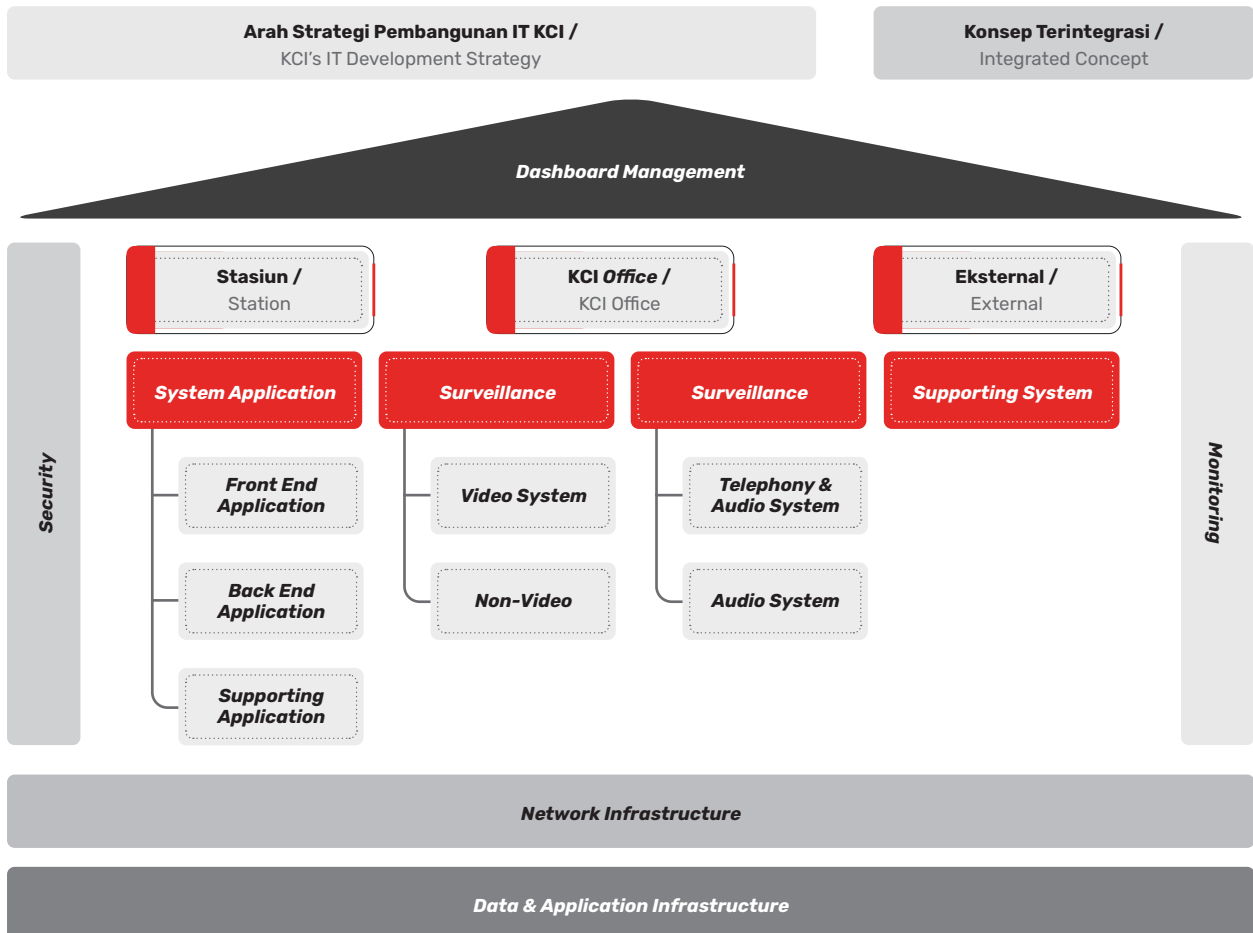 Arah Strategi Pembangunan IT KCI /
KCI's IT Development Strategy
Konsep Terintegrasi /
Integrated Concept
Dashboard Management
Security
Stasiun /
Station
KCI Office /
KCI Office
Eksternal /
External
System Application
Surveillance
Surveillance
Supporting System
Front End
Application
Video System
Telephony &
Audio System
Back End
Application
Non-Video
Audio System
Supporting
Application
Monitoring
Network Infrastructure
Data & Application Infrastructure